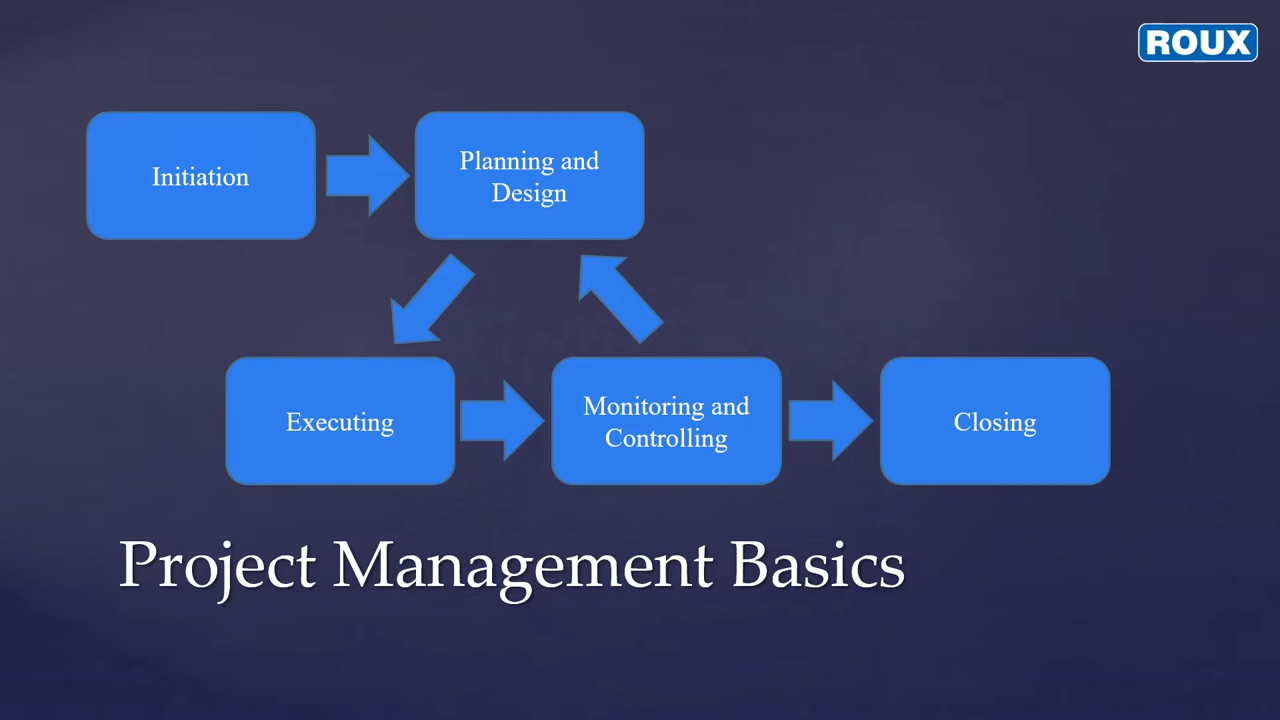 ROUX
Initiation
Planning and
Design
Executing
Monitoring and
Controlling
Closing
Project Management Basics